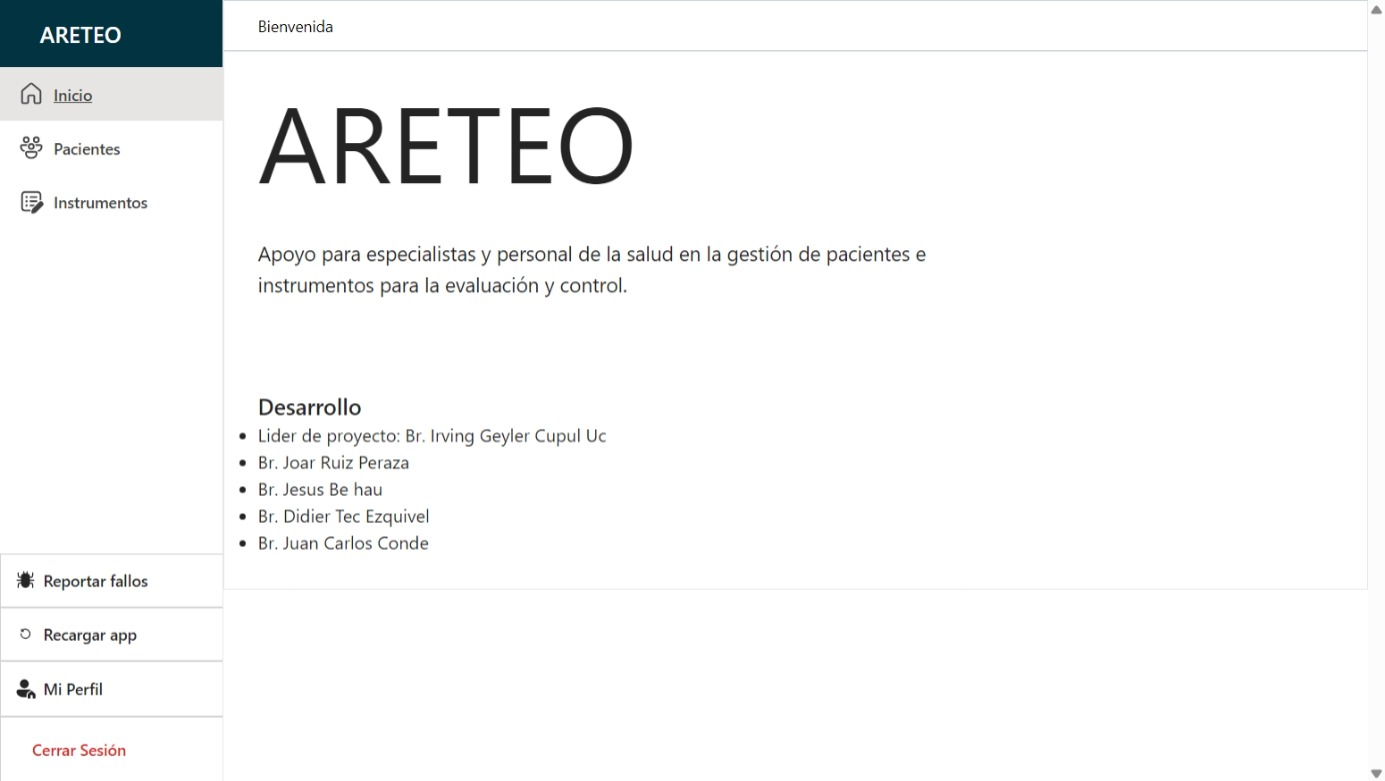 ARETEO
Inicio
Pacientes
Instrumentos
Reportar fallos
Recargar app
Mi Perfil
Cerrar Sesión
Bienvenida
ARETEO
Apoyo para especialistas y personal de la salud en la gestión de pacientes e
instrumentos para la evaluación y control.
Desarrollo
Lider de proyecto: Br. Irving Geyler Cupul Uc
Br. Joar Ruiz Peraza
Br. Jesus Be hau
Br. Didier Tec Ezquivel
Br. Juan Carlos Conde